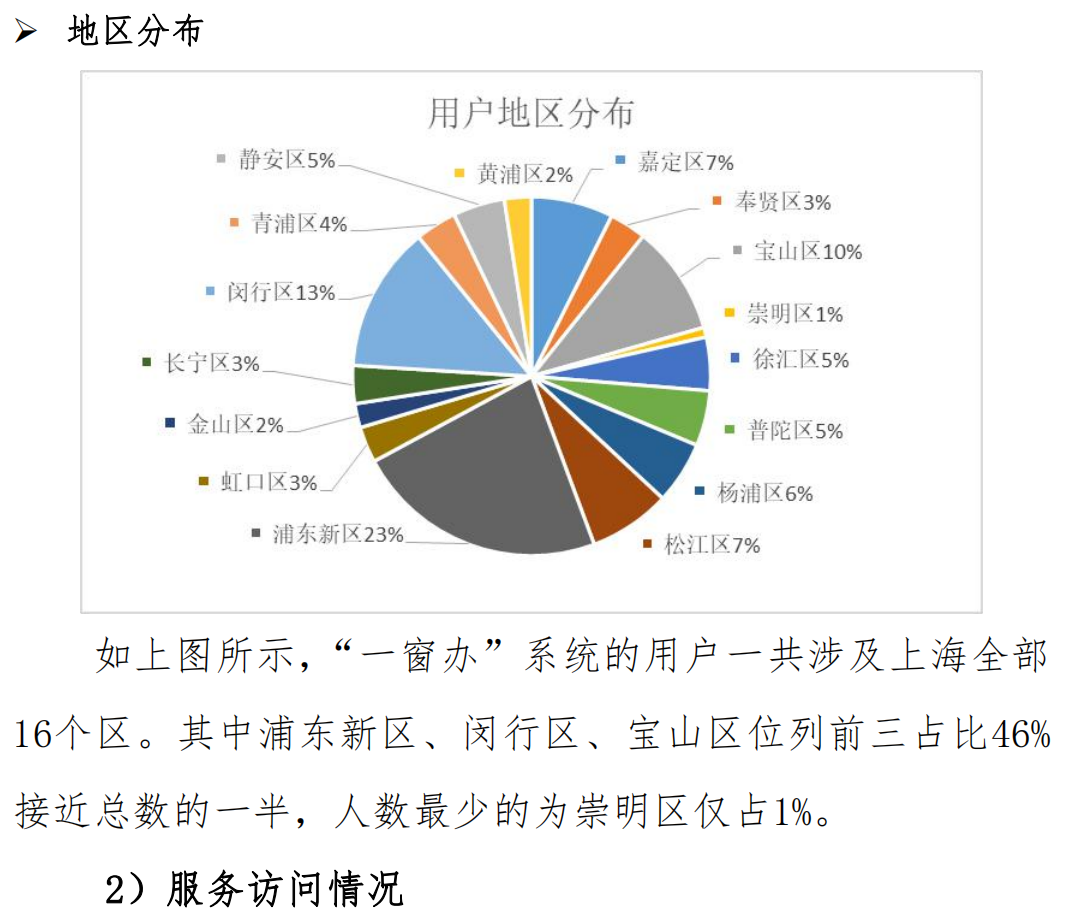 ➢ 地区分布
用户地区分布
静安区5%
黄浦区2%
嘉定区7%
青浦区4%
奉贤区3%
宝山区10%
闵行区13%
崇明区1%
徐汇区5%
长宁区3%
金山区2%
普陀区5%
虹口区3%
杨浦区6%
浦东新区23%
松江区7%
如上图所示，“一窗办”系统的用户一共涉及上海全部
16个区。其中浦东新区、闵行区、宝山区位列前三占比46%
接近总数的一半，人数最少的为崇明区仅占1%。
2）服务访问情况